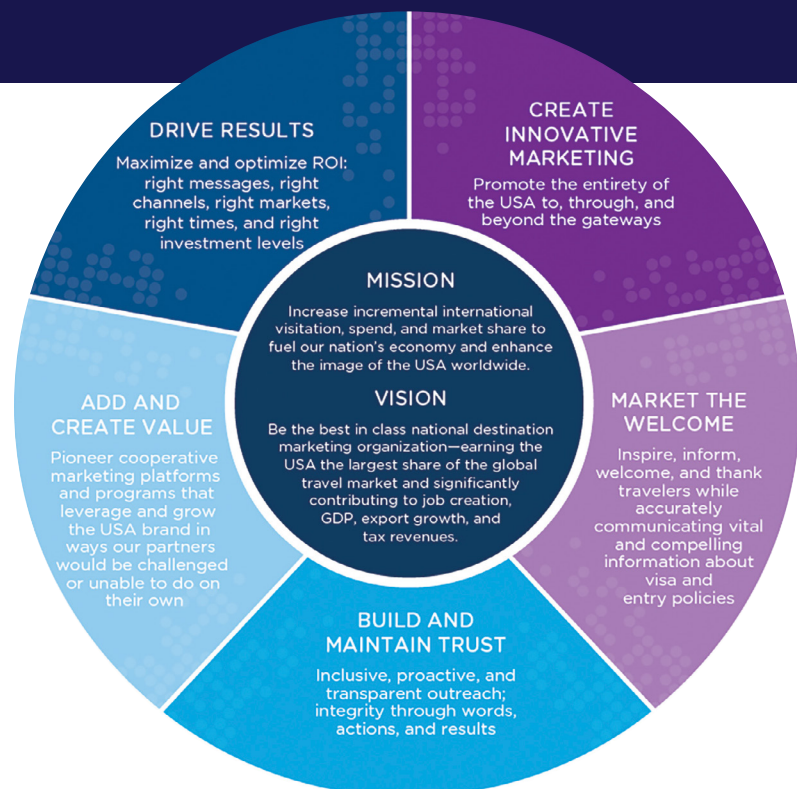 DRIVE RESULTS
Maximize and optimize ROI:
right messages, right
channels, right markets,
right times, and right
investment levels
CREATE
INNOVATIVE
MARKETING
Promote the entirety of
the USA to, through, and
beyond the gateways
MISSION
Increase incremental international
visitation, spend, and market share to
fuel our nation’s economy and enhance
the image of the USA worldwide.
VISION
Be the best in class national destination
marketing organization—earning the
USA the largest share of the global
travel market and significantly
contributing to job creation,
GDP, export growth, and
tax revenues.
ADD AND
CREATE VALUE
Pioneer cooperative
marketing platforms
and programs that
leverage and grow
the USA brand in
ways our partners
would be challenged
or unable to do on
their own
MARKET THE
WELCOME
Inspire, inform,
welcome, and thank
travelers while
accurately
communicating vital
and compelling
information about
visa and
entry policies
BUILD AND
MAINTAIN TRUST
Inclusive, proactive, and
transparent outreach;
integrity through words,
actions, and results